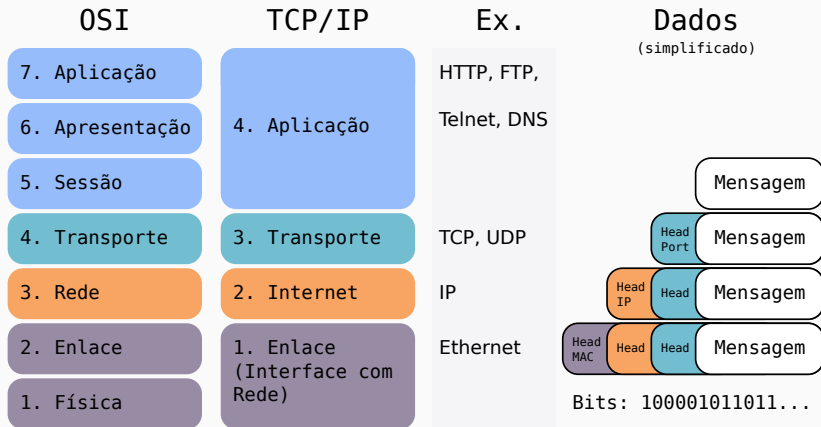 OSI
TCP/IP
Ex.
Dados
(simplificado)
7. Aplicação
6. Apresentação
5. Sessão
4. Transporte
3. Rede
2. Enlace
1. Física
4. Aplicação
3. Transporte
2. Internet
1. Enlace
(Interface com
Rede)
HTTP, FTP,
Telnet, DNS
TCP, UDP
IP
Ethernet
Mensagem
Head
Port
Mensagem
Head
IP
Head
Mensagem
Head
MAC
Head
Head
Mensagem
Bits: 100001011011...